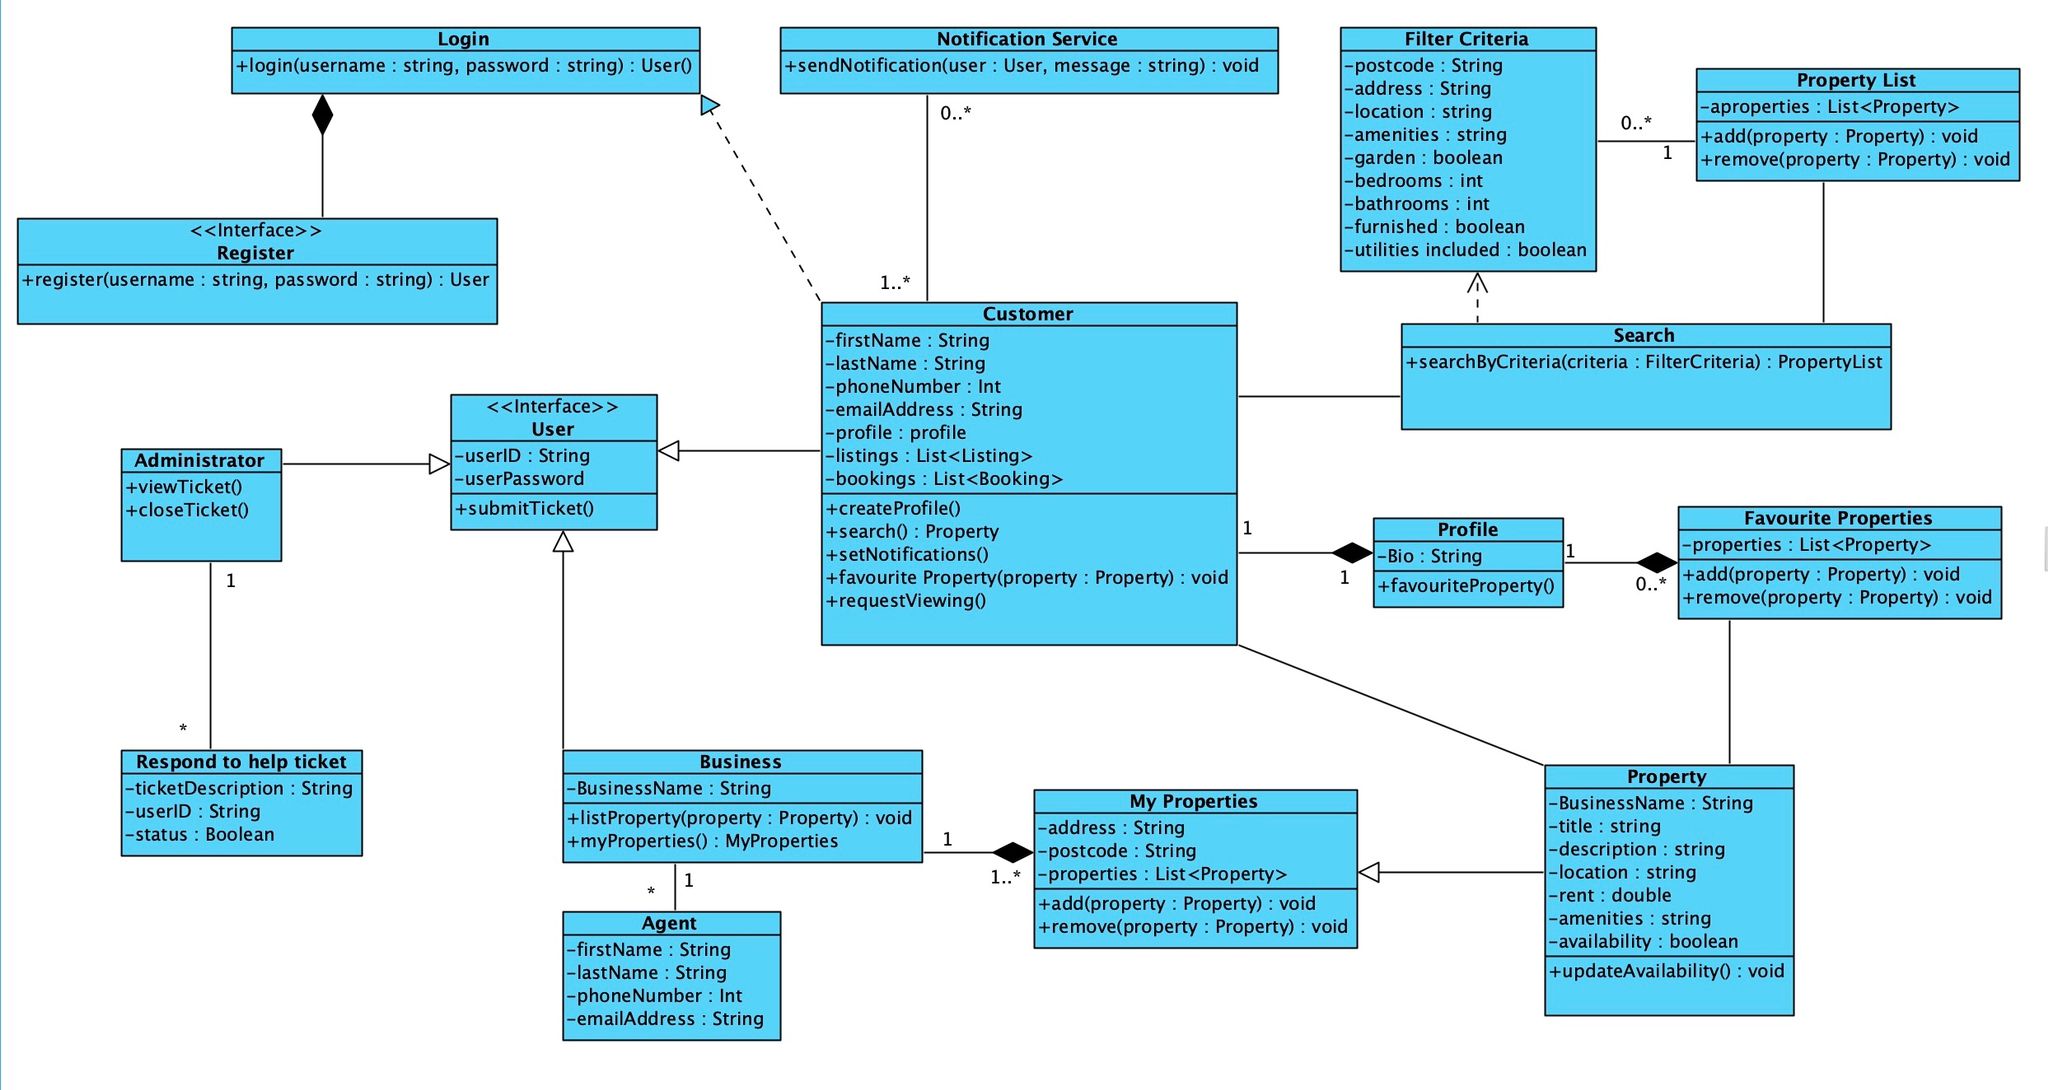 Login
+login(username : string, password : string) : User()
Notification Service
+sendNotification(user : User, message : string) : void
0..*
1..*
Filter Criteria
-postcode : String
-address : String
-location : string
-amenities : string
-garden : boolean
-bedrooms : int
-bathrooms : int
-furnished : boolean
-utilities included : boolean
0..*
1
Property List
-aproperties : List<Property>
+add(property : Property) : void
+remove(property : Property) : void
<<Interface>>
Register
+register(username : string, password : string) : User
Customer
-firstName : String
-lastName : String
-phoneNumber : Int
-emailAddress : String
-profile : profile
-listings : List<Listing>
-bookings : List<Booking>
+createProfile()
+search() : Property
+setNotifications()
+favourite Property(property : Property) : void
+requestViewing()
Search
+searchByCriteria(criteria : FilterCriteria) : PropertyList
<<Interface>>
User
-userID : String
-userPassword
+submitTicket()
Administrator
+viewTicket()
+closeTicket()
1
*
1
1
Profile
-Bio : String
+favouriteProperty()
1
0..*
Favourite Properties
-properties : List<Property>
+add(property : Property) : void
+remove(property : Property) : void
Respond to help ticket
-ticketDescription : String
-userID : String
-status : Boolean
Business
-BusinessName : String
+listProperty(property : Property) : void
+myProperties() : MyProperties
1
1..*
My Properties
-address : String
-postcode : String
-properties : List<Property>
+add(property : Property) : void
+remove(property : Property) : void
Property
-BusinessName : String
-title : string
-description : string
-location : string
-rent : double
-amenities : string
-availability : boolean
+updateAvailability() : void
1
*
Agent
-firstName : String
-lastName : String
-phoneNumber : Int
-emailAddress : String